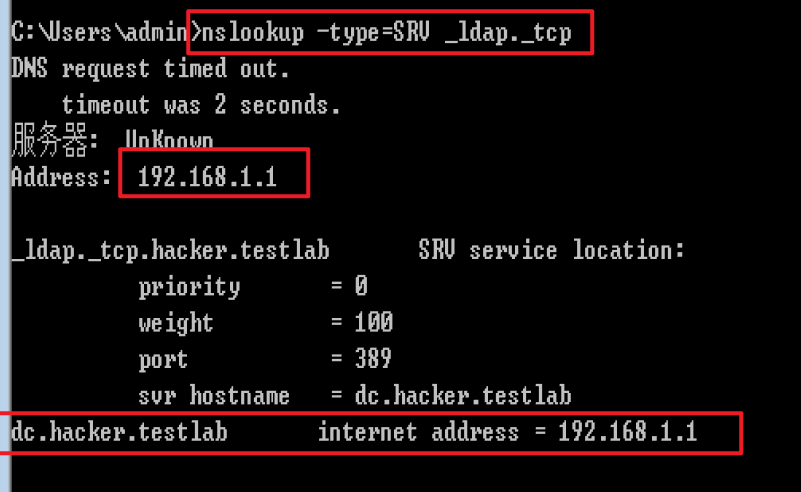 C:\Users\admin>nslookup -type=SRV _ldap._tcp
DNS request timed out.
timeout was 2 seconds.
服务器: UnKnown
Address: 192.168.1.1
_ldap._tcp.hacker.testlab SRV service location:
priority = 0
weight = 100
port = 389
svr hostname = dc.hacker.testlab
dc.hacker.testlab internet address = 192.168.1.1